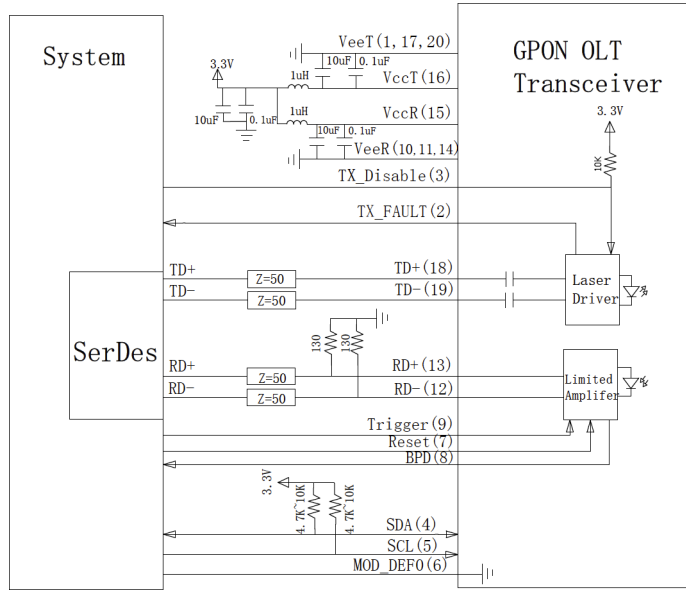 System
GPON OLT
Transceiver
VeeT(1,17,20)
10uF
0.1uF
3.3V
1uH
VccT(16)
1uH
VccR(15)
10uF
0.1uF
10uF
0.1uF
VeeR(10,11,14)
3.3V
10K
TX_Disable(3)
TX_FAULT(2)
TD+
Z=50
TD+(18)
TD-
Z=50
TD-(19)
Laser
Driver
SerDes
130
130
RD+
Z=50
RD+(13)
RD-
Z=50
RD-(12)
Limited
Amplifer
Trigger(9)
Reset(7)
BPD(8)
3.3V
4.7K~10K
4.7K~10K
SDA(4)
SCL(5)
MOD_DEF0(6)